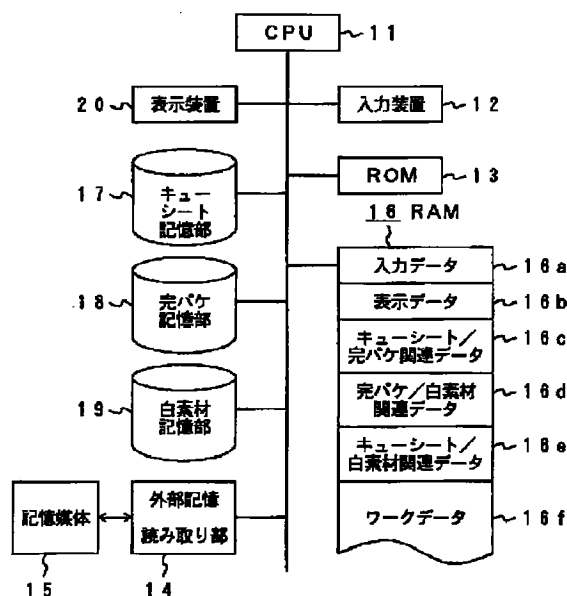 CPU 11
20 表示装置
入力装置 12
17
キュー
シート
記憶部
ROM 13
16 RAM
18
完パケ
記憶部
入力データ 16a
表示データ 16b
キューシート/
完パケ関連データ 16c
19
白素材
記憶部
完パケ/白素材
関連データ 16d
キューシート/
白素材関連データ 16e
記憶媒体
15
外部記憶
読み取り部
14
ワークデータ 16f